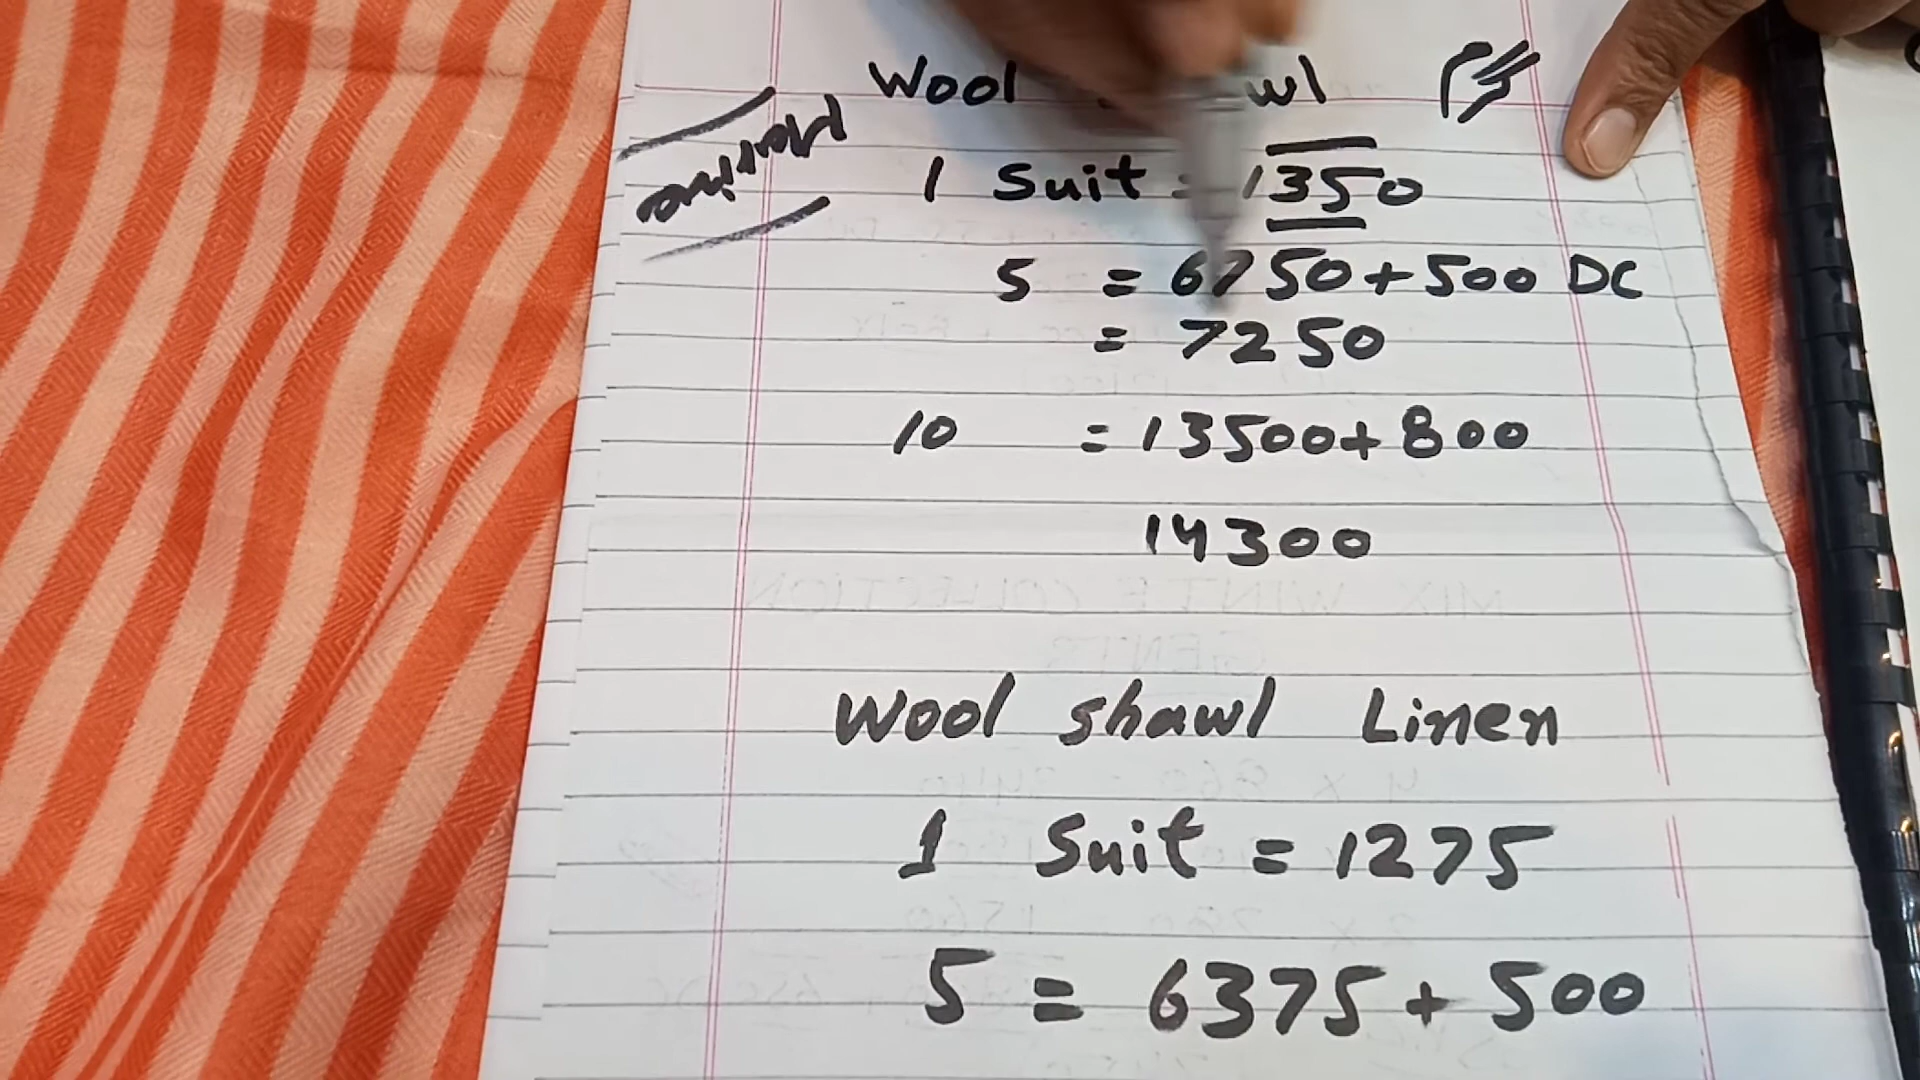 Wool wl
Marina
1 Suit = 1350
5 = 6750+500 DC
= 7250
10 = 13500+800
14300
Wool shawl Linen
1 Suit = 1275
5 = 6375 + 500